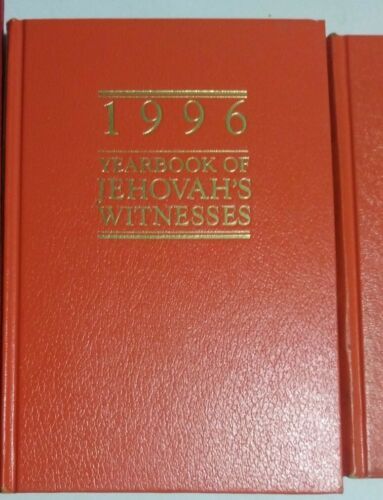 1996
YEARBOOK OF
JEHOVAH'S
WITNESSES